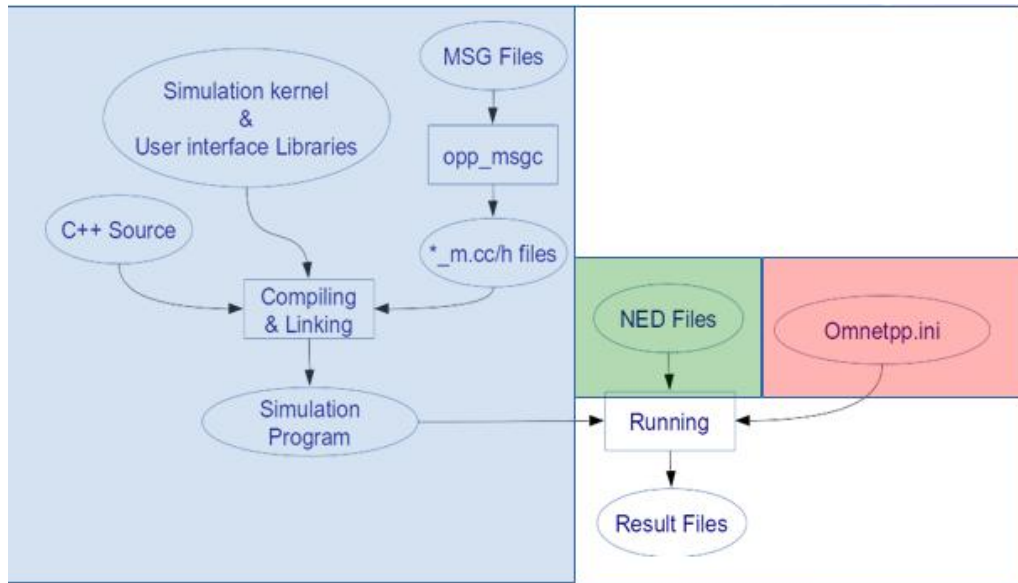 MSG Files
Simulation kernel
&
User interface Libraries
opp_msgc
C++ Source
*_m.cc/h files
Compiling
& Linking
NED Files
Omnetpp.ini
Simulation
Program
Running
Result Files